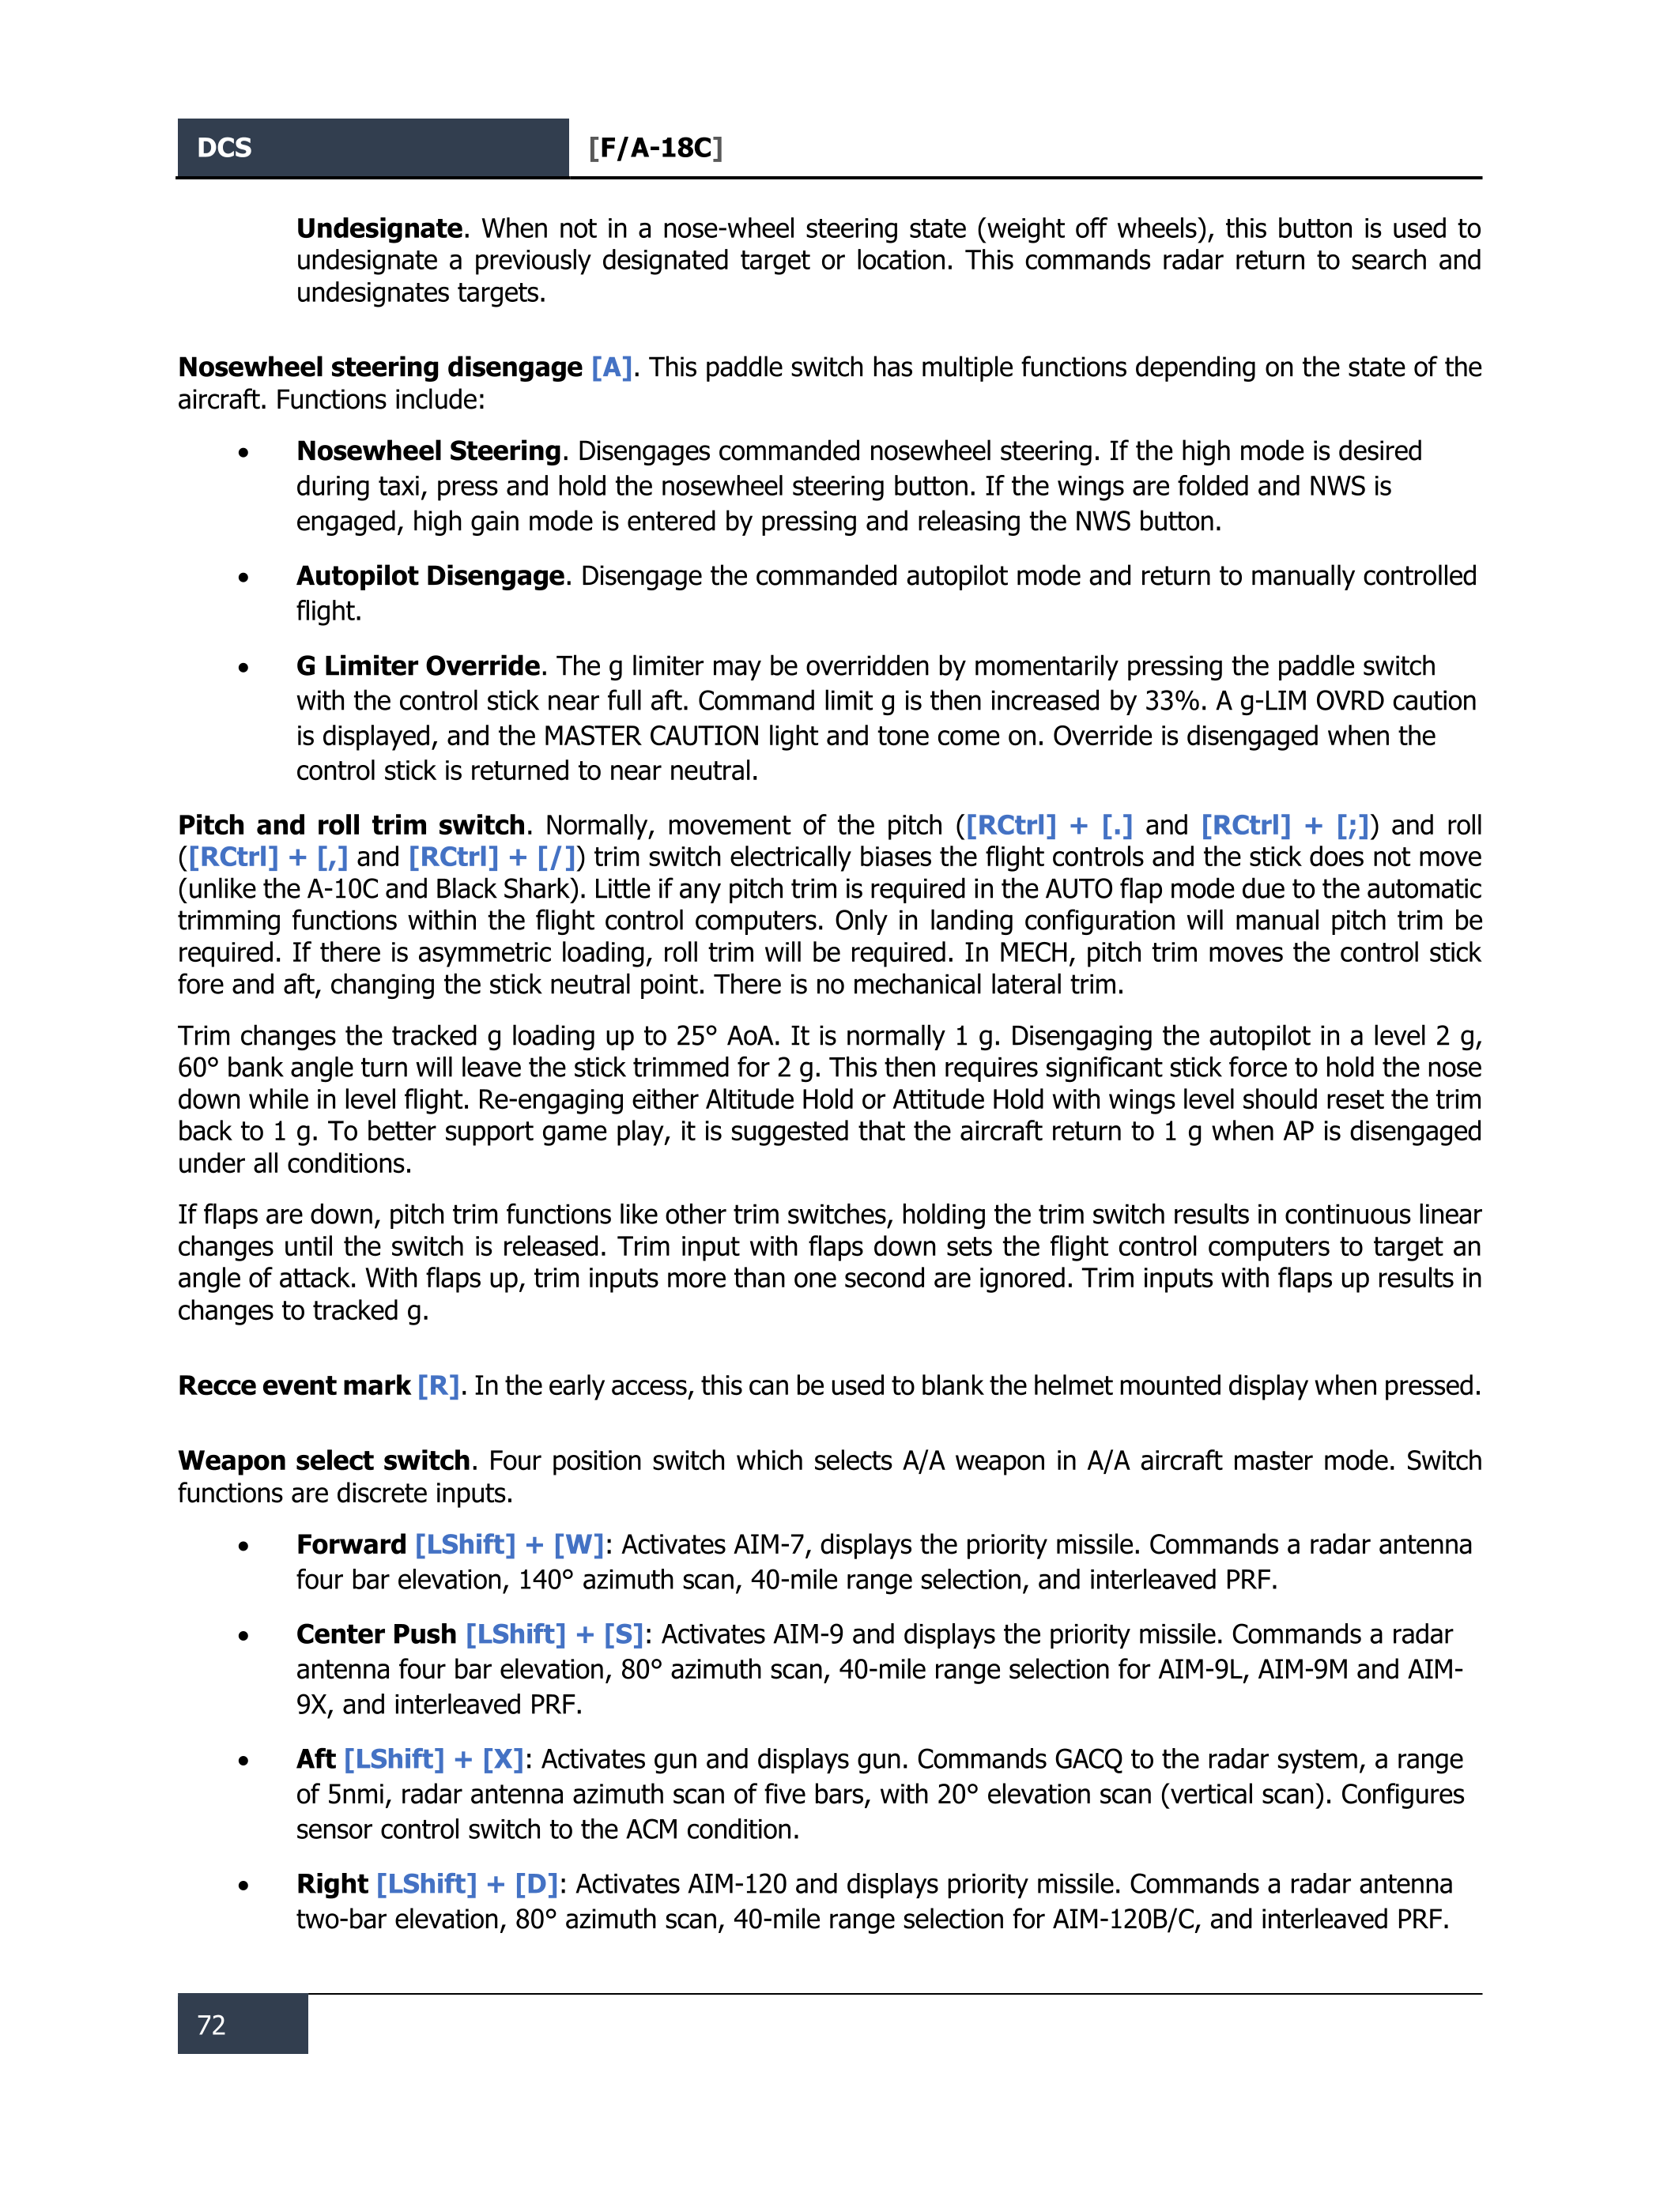 DCS [F/A-18C]
Undesignate. When not in a nose-wheel steering state (weight off wheels), this button is used to
undesignate a previously designated target or location. This commands radar return to search and
undesignates targets.
Nosewheel steering disengage [A]. This paddle switch has multiple functions depending on the state of the
aircraft. Functions include:
• Nosewheel Steering. Disengages commanded nosewheel steering. If the high mode is desired
during taxi, press and hold the nosewheel steering button. If the wings are folded and NWS is
engaged, high gain mode is entered by pressing and releasing the NWS button.
• Autopilot Disengage. Disengage the commanded autopilot mode and return to manually controlled
flight.
• G Limiter Override. The g limiter may be overridden by momentarily pressing the paddle switch
with the control stick near full aft. Command limit g is then increased by 33%. A g-LIM OVRD caution
is displayed, and the MASTER CAUTION light and tone come on. Override is disengaged when the
control stick is returned to near neutral.
Pitch and roll trim switch. Normally, movement of the pitch ([RCtrl] + [.] and [RCtrl] + [;]) and roll
([RCtrl] + [,] and [RCtrl] + [/]) trim switch electrically biases the flight controls and the stick does not move
(unlike the A-10C and Black Shark). Little if any pitch trim is required in the AUTO flap mode due to the automatic
trimming functions within the flight control computers. Only in landing configuration will manual pitch trim be
required. If there is asymmetric loading, roll trim will be required. In MECH, pitch trim moves the control stick
fore and aft, changing the stick neutral point. There is no mechanical lateral trim.
Trim changes the tracked g loading up to 25° AoA. It is normally 1 g. Disengaging the autopilot in a level 2 g,
60° bank angle turn will leave the stick trimmed for 2 g. This then requires significant stick force to hold the nose
down while in level flight. Re-engaging either Altitude Hold or Attitude Hold with wings level should reset the trim
back to 1 g. To better support game play, it is suggested that the aircraft return to 1 g when AP is disengaged
under all conditions.
If flaps are down, pitch trim functions like other trim switches, holding the trim switch results in continuous linear
changes until the switch is released. Trim input with flaps down sets the flight control computers to target an
angle of attack. With flaps up, trim inputs more than one second are ignored. Trim inputs with flaps up results in
changes to tracked g.
Recce event mark [R]. In the early access, this can be used to blank the helmet mounted display when pressed.
Weapon select switch. Four position switch which selects A/A weapon in A/A aircraft master mode. Switch
functions are discrete inputs.
• Forward [LShift] + [W]: Activates AIM-7, displays the priority missile. Commands a radar antenna
four bar elevation, 140° azimuth scan, 40-mile range selection, and interleaved PRF.
• Center Push [LShift] + [S]: Activates AIM-9 and displays the priority missile. Commands a radar
antenna four bar elevation, 80° azimuth scan, 40-mile range selection for AIM-9L, AIM-9M and AIM-
9X, and interleaved PRF.
• Aft [LShift] + [X]: Activates gun and displays gun. Commands GACQ to the radar system, a range
of 5nmi, radar antenna azimuth scan of five bars, with 20° elevation scan (vertical scan). Configures
sensor control switch to the ACM condition.
• Right [LShift] + [D]: Activates AIM-120 and displays priority missile. Commands a radar antenna
two-bar elevation, 80° azimuth scan, 40-mile range selection for AIM-120B/C, and interleaved PRF.
72